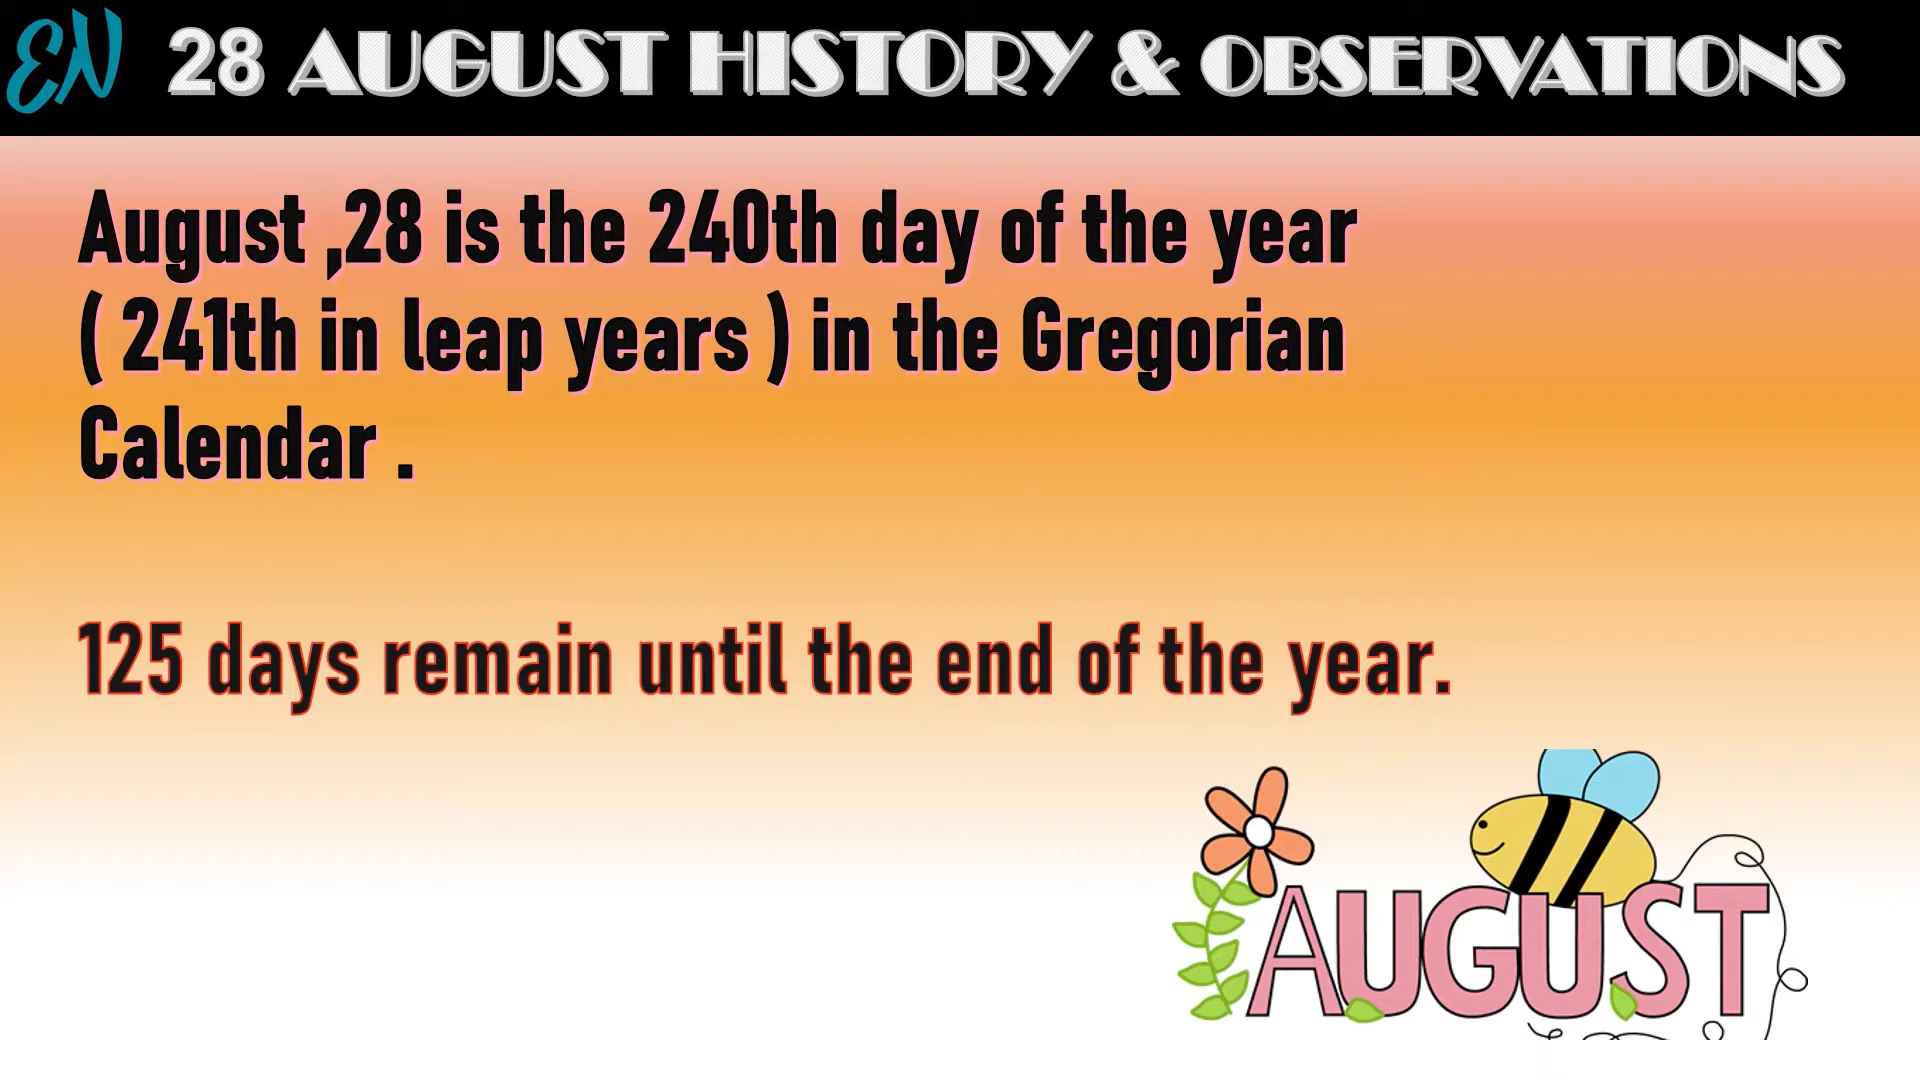 EN
28 AUGUST HISTORY & OBSERVATIONS
August ,28 is the 240th day of the year
( 241th in leap years ) in the Gregorian
Calendar .
125 days remain until the end of the year.
AUGUST